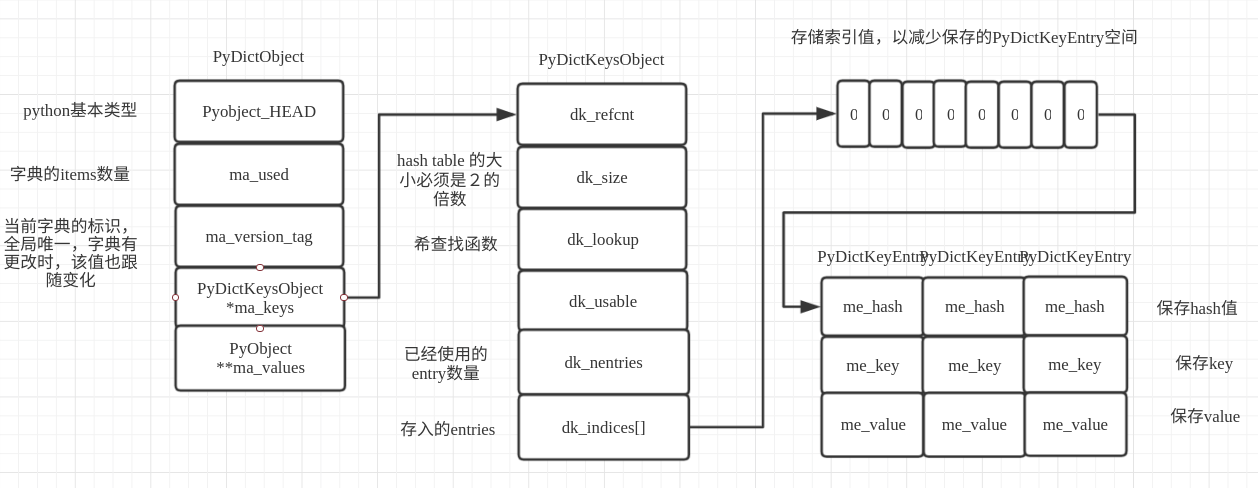 PyDictObject
python基本类型
Pyobject_HEAD
字典的items数量
ma_used
当前字典的标识，
全局唯一，字典有
更改时，该值也跟
随变化
ma_version_tag
PyDictKeysObject
*ma_keys
PyObject
**ma_values
PyDictKeysObject
dk_refcnt
hash table 的大
小必须是２的
倍数
dk_size
希查找函数
dk_lookup
dk_usable
已经使用的
entry数量
dk_nentries
存入的entries
dk_indices[]
存储索引值，以减少保存的PyDictKeyEntry空间
0 0 0 0 0 0 0 0
PyDictKeyEntry PyDictKeyEntry PyDictKeyEntry
me_hash me_hash me_hash
保存hash值
me_key me_key me_key
保存key
me_value me_value me_value
保存value